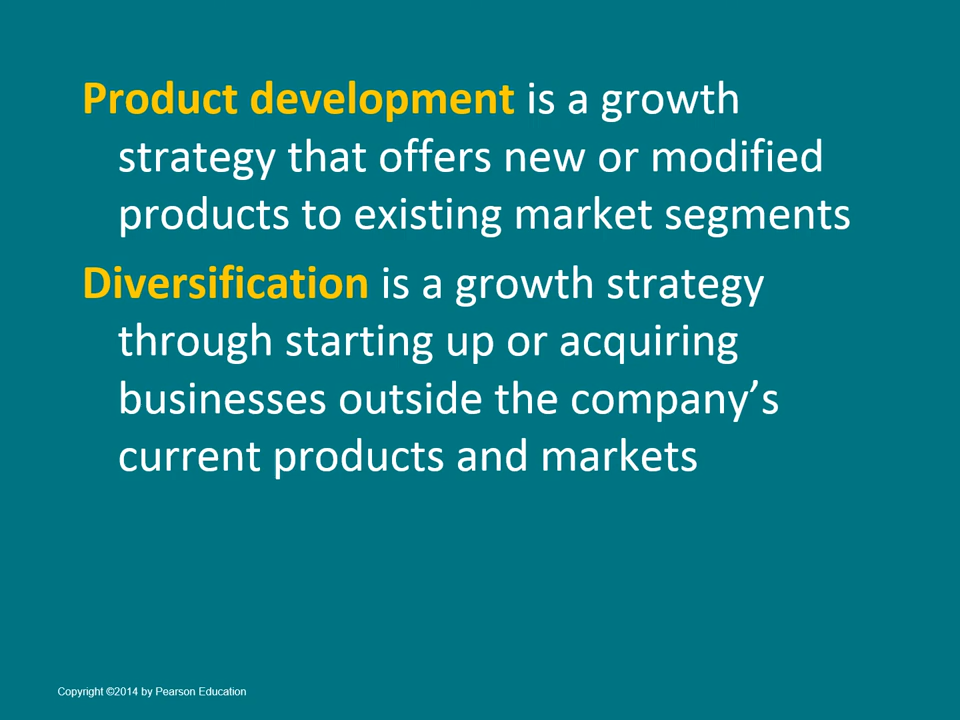 Product development is a growth
strategy that offers new or modified
products to existing market segments
Diversification is a growth strategy
through starting up or acquiring
businesses outside the company’s
current products and markets
Copyright ©2014 by Pearson Education